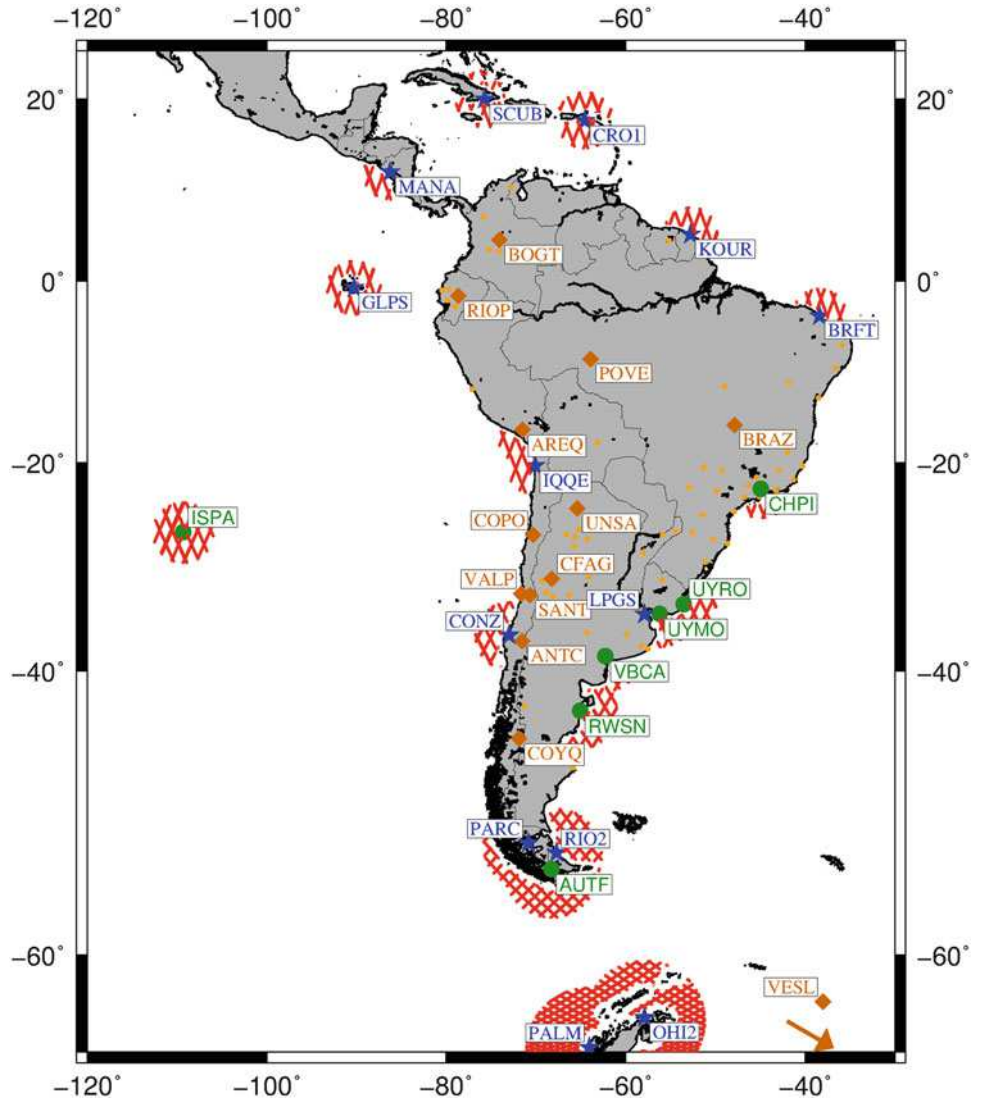 −120° −100° −80° −60° −40°
20° 20°
SCUB
CRO1
MANA
KOUR
BOGT
0° 0°
GLPS
RIOP
BRFT
POVE
BRAZ
AREQ
−20° −20°
IQQE
CHPI
ISPA
COPO UNSA
CFAG
VALP
UYRO
LPGS
SANT
CONZ
UYMO
ANTC
VBCA
−40° −40°
RWSN
COYQ
PARC
RIO2
AUTF
−60° −60°
VESL
PALM OHI2
−120° −100° −80° −60° −40°